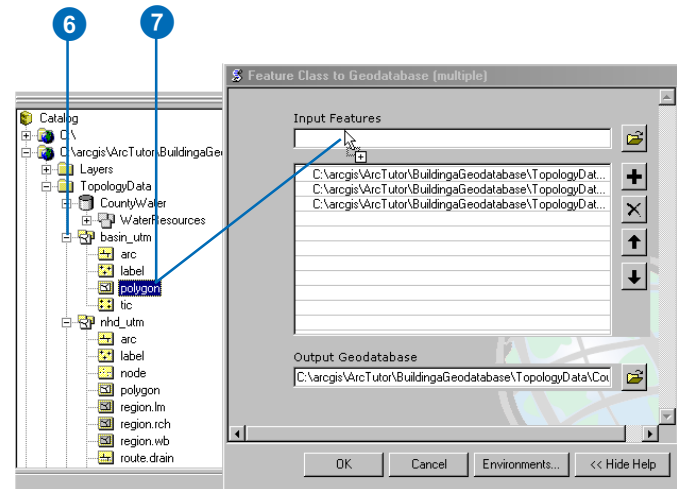 6 7
Feature Class to Geodatabase (multiple)
Catalog
C:\
C:\arcgis\ArcTutor\BuildingaGe
Layers
TopologyData
CountyWater
WaterResources
basin_utm
arc
label
polygon
tic
nhd_utm
arc
label
node
polygon
region.lm
region.rch
region.wb
route.drain
Input Features
C:\arcgis\ArcTutor\BuildingaGeodatabase\TopologyDat...
C:\arcgis\ArcTutor\BuildingaGeodatabase\TopologyDat...
C:\arcgis\ArcTutor\BuildingaGeodatabase\TopologyDat...
Output Geodatabase
C:\arcgis\ArcTutor\BuildingaGeodatabase\TopologyData\Cou
OK Cancel Environments... << Hide Help